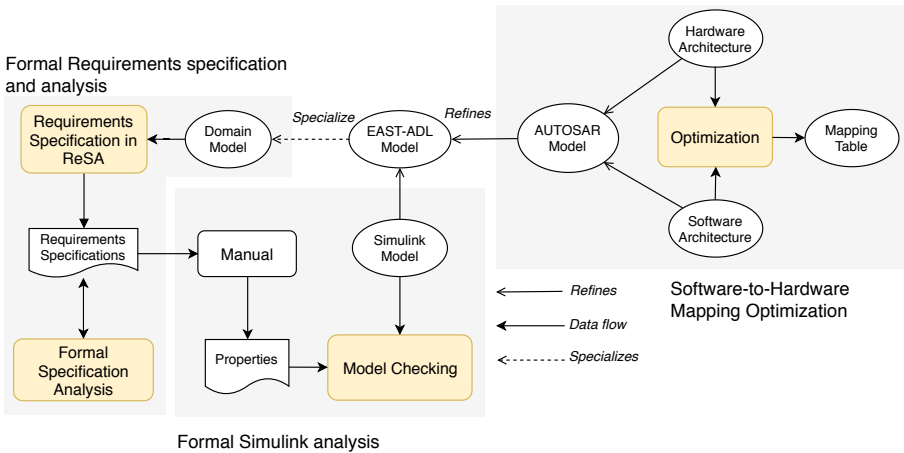 Formal Requirements specification
and analysis
Requirements
Specification in
ReSA
Domain
Model
Specialize
EAST-ADL
Model
Refines
AUTOSAR
Model
Hardware
Architecture
Optimization
Mapping
Table
Software
Architecture
Requirements
Specifications
Manual
Simulink
Model
Formal
Specification
Analysis
Properties
Model Checking
Refines
Data flow
Specializes
Software-to-Hardware
Mapping Optimization
Formal Simulink analysis